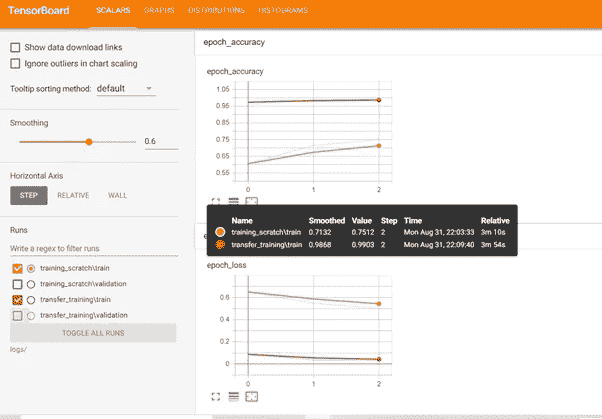 TensorBoard
SCALARS
GRAPHS
DISTRIBUTIONS
HISTOGRAMS
Show data download links
Ignore outliers in chart scaling
Tooltip sorting method: default
Smoothing
0.6
Horizontal Axis
STEP
RELATIVE
WALL
Runs
Write a regex to filter runs
training_scratch\train
training_scratch\validation
transfer_training\train
transfer_training\validation
TOGGLE ALL RUNS
logs/
epoch_accuracy
epoch_accuracy
1.05
0.95
0.85
0.75
0.65
0.55
0 1 2
Name Smoothed Value Step Time Relative
training_scratch\train 0.7132 0.7512 2 Mon Aug 31, 22:03:33 3m 10s
transfer_training\train 0.9868 0.9903 2 Mon Aug 31, 22:09:40 3m 54s
epoch_loss
0.6
0.4
0.2
0
0 1 2